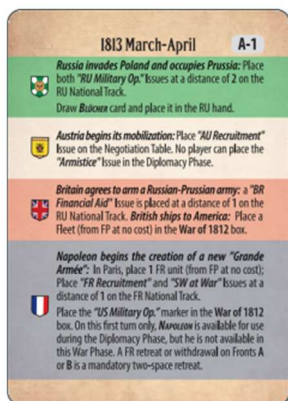 1813 March-April
A-1
Russia invades Poland and occupies Prussia: Place
both "RU Military Op." Issues at a distance of 2 on the
RU National Track.
Draw BLÜCHER card and place it in the RU hand.
Austria begins its mobilization: Place "AU Recruitment"
Issue on the Negotiation Table. No player can place the
"Armistice" Issue in the Diplomacy Phase.
Britain agrees to arm a Russian-Prussian army: a "BR
Financial Aid" Issue is placed at a distance of 1 on the
RU National Track. British ships to America: Place a
Fleet (from FP at no cost) in the War of 1812 box.
Napoleon begins the creation of a new "Grande
Armée": In Paris, place 1 FR unit (from FP at no cost);
Place "FR Recruitment" and "SW at War" Issues at a
distance of 1 on the FR National Track.
Place the "US Military Op." marker in the War of 1812
box. On this first turn only, NAPOLEON is available for use
during the Diplomacy Phase, but he is not available in
this War Phase. A FR retreat or withdrawal on Fronts A
or B is a mandatory two-space retreat.